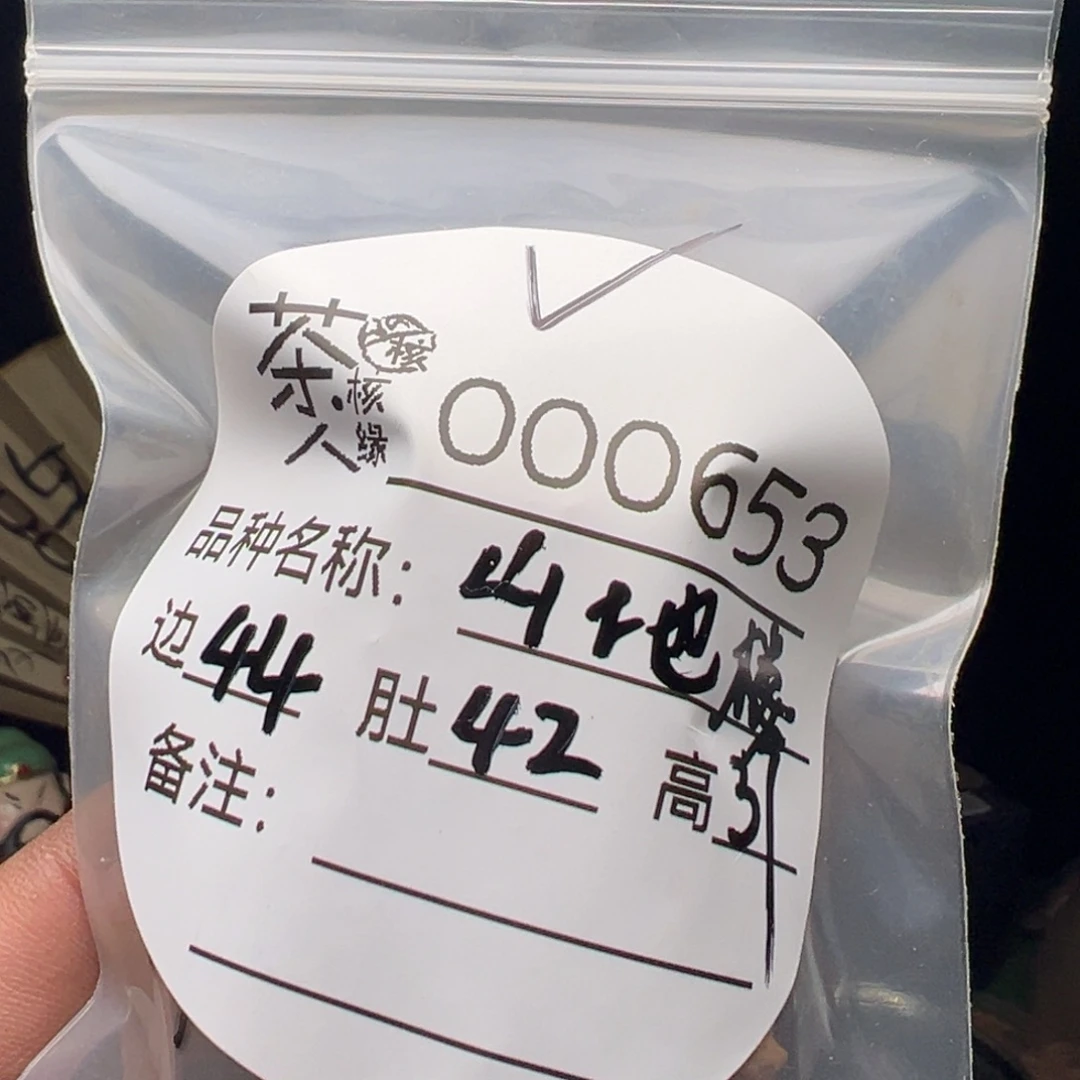 茶人
核缘
000653
品种名称：山地
边44 肚42 高
备注：